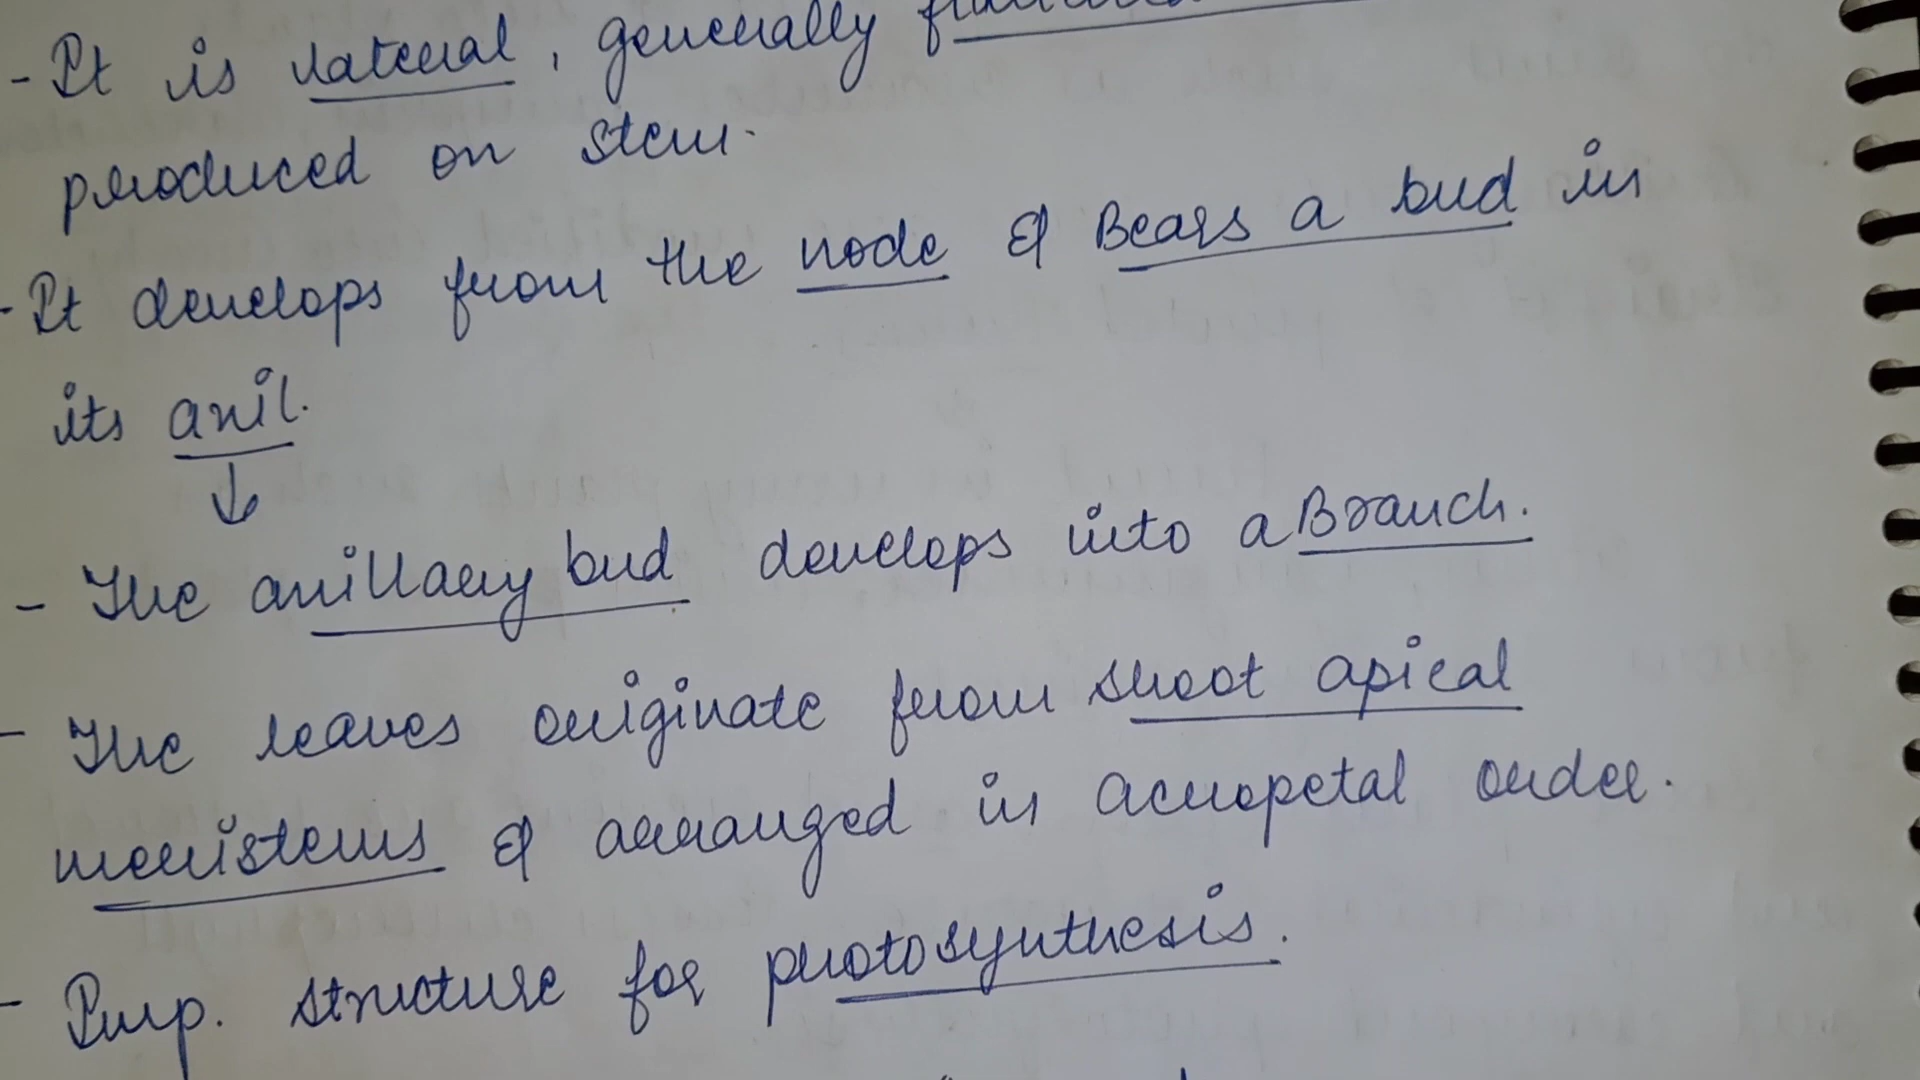 - It is lateral, generally
produced on stem.
- It develops from the node & Bears a bud in
its axil.
↓
- The axillary bud develops into a Branch.
- The leaves originate from shoot apical
meristems & arranged in acropetal order.
- Imp. structure for photosynthesis.